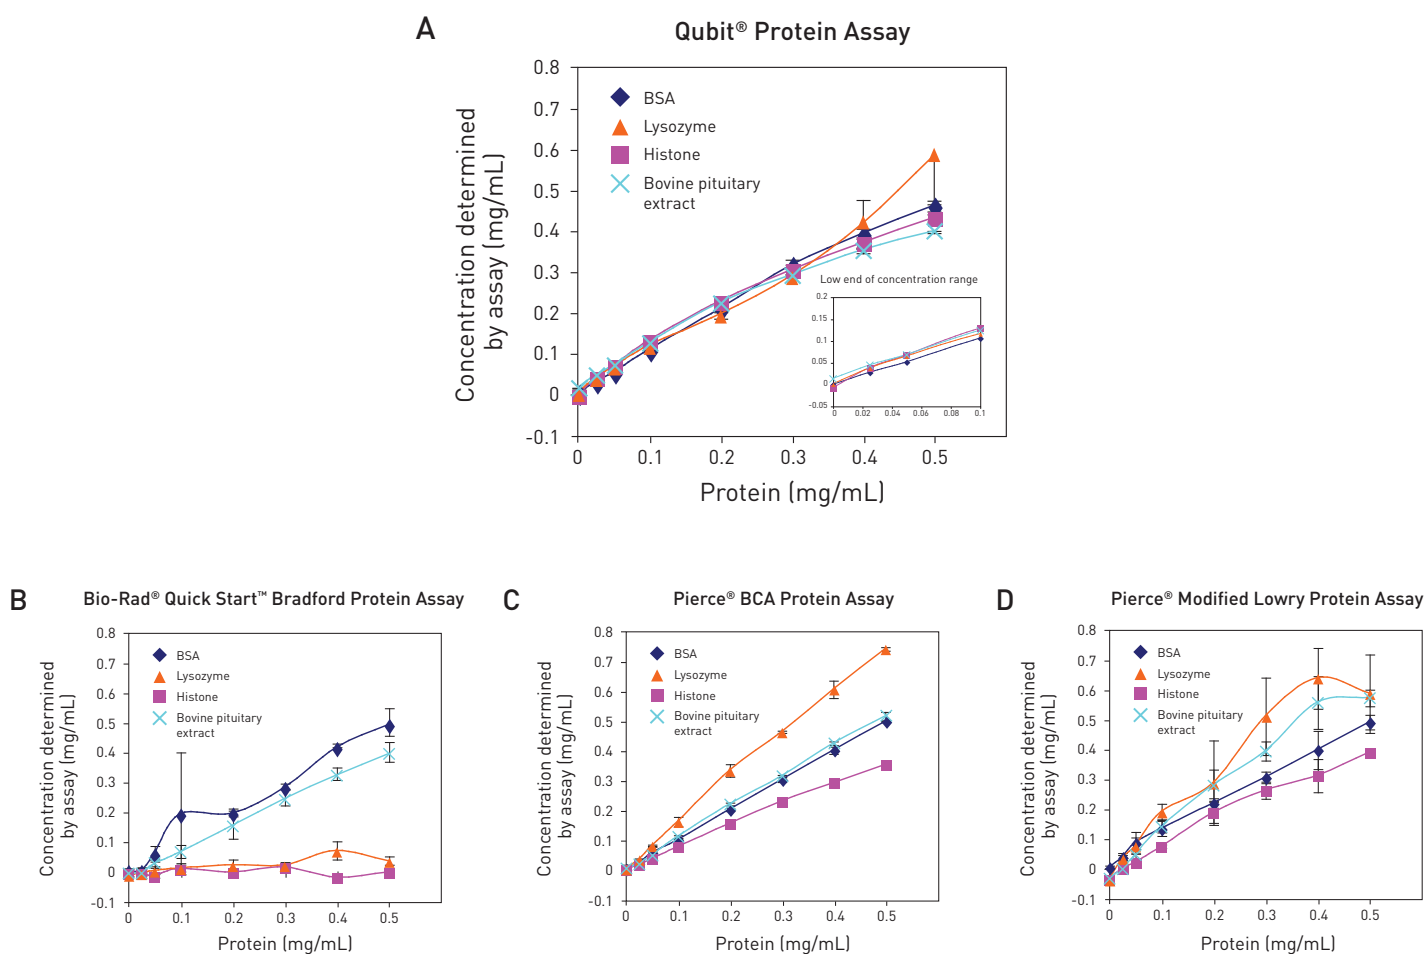 A
Qubit® Protein Assay
Concentration determined
by assay (mg/mL)
0.8
0.7
0.6
0.5
0.4
0.3
0.2
0.1
0
-0.1
BSA
Lysozyme
Histone
Bovine pituitary
extract
Low end of concentration range
0.2
0.15
0.1
0.05
0
-0.05
0 0.02 0.04 0.06 0.08 0.1
0 0.1 0.2 0.3 0.4 0.5
Protein (mg/mL)
B
Bio-Rad® Quick Start™ Bradford Protein Assay
Concentration determined
by assay (mg/mL)
0.8
0.7
0.6
0.5
0.4
0.3
0.2
0.1
0
-0.1
BSA
Lysozyme
Histone
Bovine pituitary
extract
0 0.1 0.2 0.3 0.4 0.5
Protein (mg/mL)
C
Pierce® BCA Protein Assay
Concentration determined
by assay (mg/mL)
0.8
0.7
0.6
0.5
0.4
0.3
0.2
0.1
0
-0.1
BSA
Lysozyme
Histone
Bovine pituitary
extract
0 0.1 0.2 0.3 0.4 0.5
Protein (mg/mL)
D
Pierce® Modified Lowry Protein Assay
Concentration determined
by assay (mg/mL)
0.8
0.7
0.6
0.5
0.4
0.3
0.2
0.1
0
-0.1
BSA
Lysozyme
Histone
Bovine pituitary
extract
0 0.1 0.2 0.3 0.4 0.5
Protein (mg/mL)